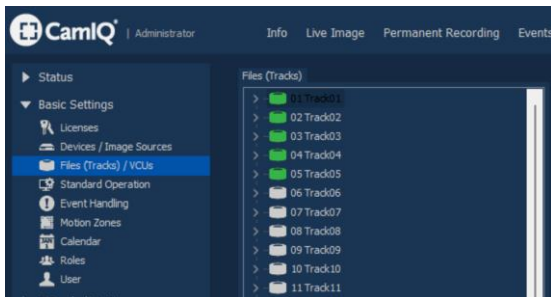 CamIQ | Administrator
Info Live Image Permanent Recording Events
Status
Basic Settings
Licenses
Devices / Image Sources
Files (Tracks) / VCUs
Standard Operation
Event Handling
Motion Zones
Calendar
Roles
User
Files (Tracks)
01 Track01
02 Track02
03 Track03
04 Track04
05 Track05
06 Track06
07 Track07
08 Track08
09 Track09
10 Track10
11 Track11